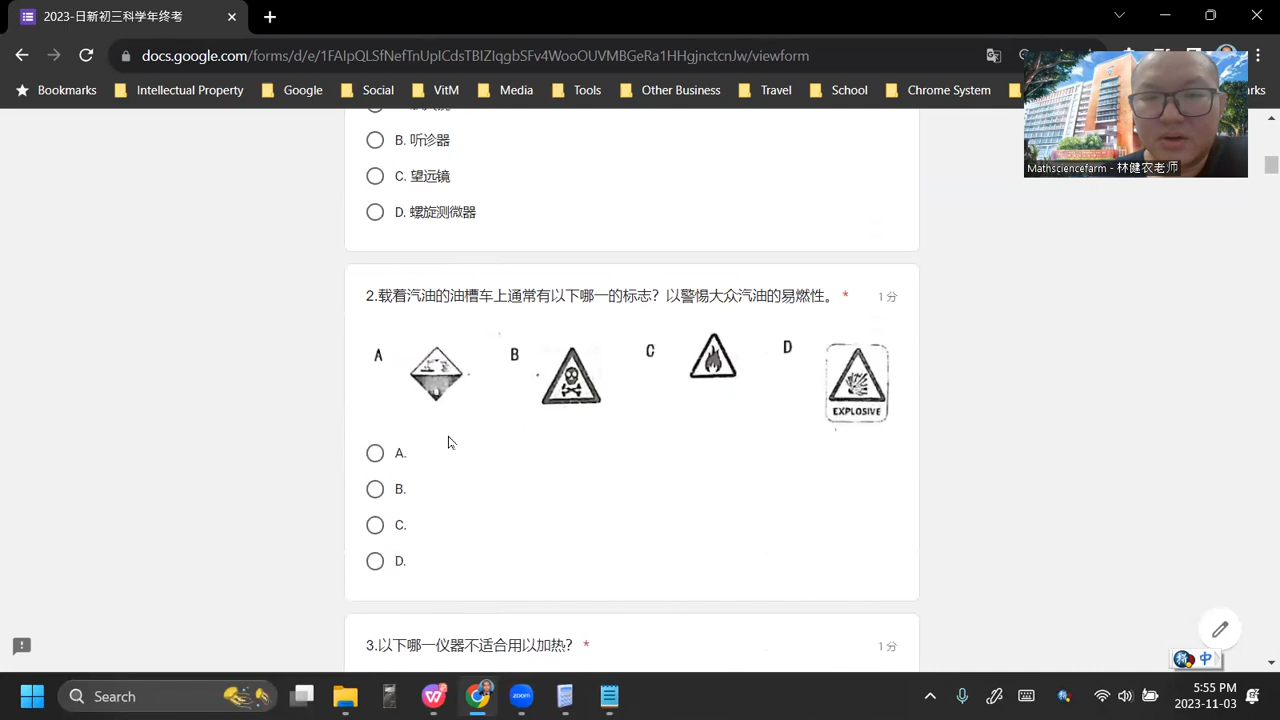 2023-日新初三科学年终考
docs.google.com/forms/d/e/1FAIpQLSfNefTnUpICdsTBIZIgqhSEy4WooOUVMBGeRa1HHgjnctcnJw/viewform
Bookmarks Intellectual Property Google Social VitM Media Tools Other Business Travel School Chrome System
Mathsciencefarm - 林健农老师
B. 听诊器
C. 望远镜
D. 螺旋测微器
2.载着汽油的油槽车上通常有以下哪一的标志？以警惕大众汽油的易燃性。 * 1 分
A B C D
EXPLOSIVE
A.
B.
C.
D.
3.以下哪一仪器不适合用以加热？ * 1 分
中
Search
5:55 PM
2023-11-03